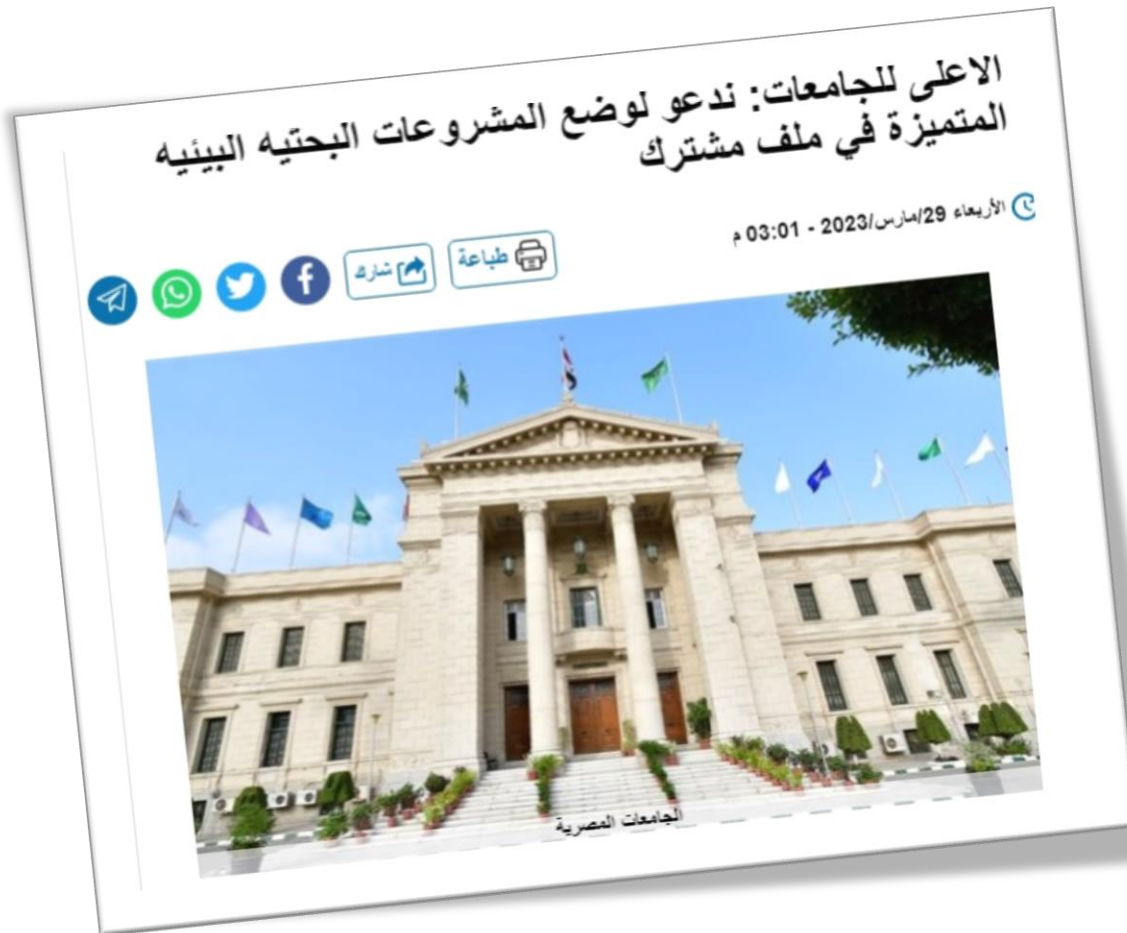 الاعلى للجامعات: ندعو لوضع المشروعات البحتيه البيئيه
المتميزة في ملف مشترك
الأربعاء 29/مارس/2023 - 03:01 م
طباعة
شارك
الجامعات المصرية